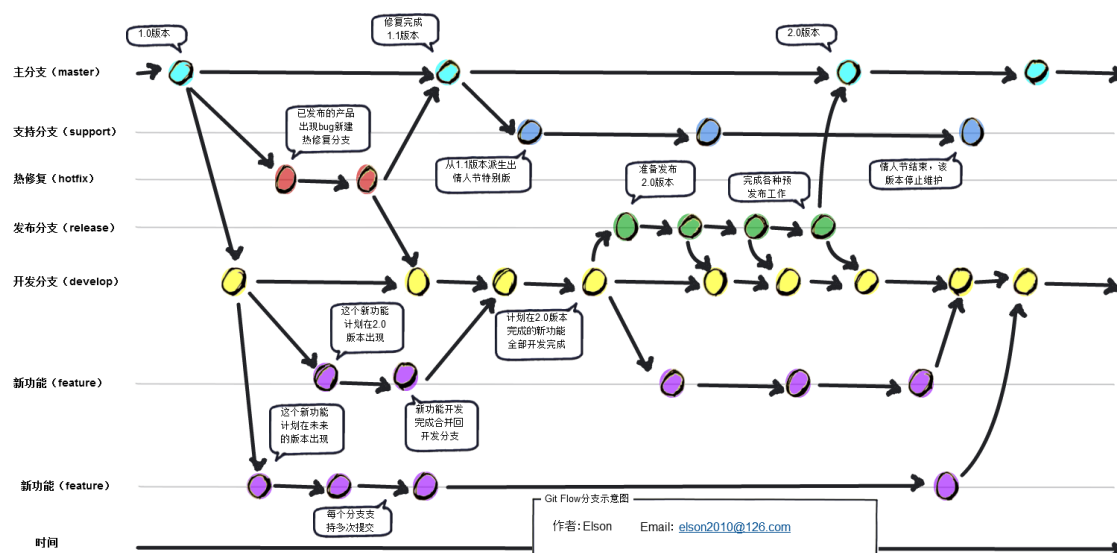 1.0版本
修复完成
1.1版本
2.0版本
主分支（master）
已发布的产品
出现bug新建
热修复分支
支持分支（support）
从1.1版本派生出
情人节特别版
情人节结束，该
版本停止维护
热修复（hotfix）
准备发布
2.0版本
完成各种预
发布工作
发布分支（release）
开发分支（develop）
这个新功能
计划在2.0
版本出现
计划在2.0版本
完成的新功能
全部开发完成
新功能（feature）
这个新功能
计划在未来
的版本出现
新功能开发
完成合并回
开发分支
新功能（feature）
每个分支支
持多次提交
Git Flow分支示意图
作者: Elson Email: elson2010@126.com
时间